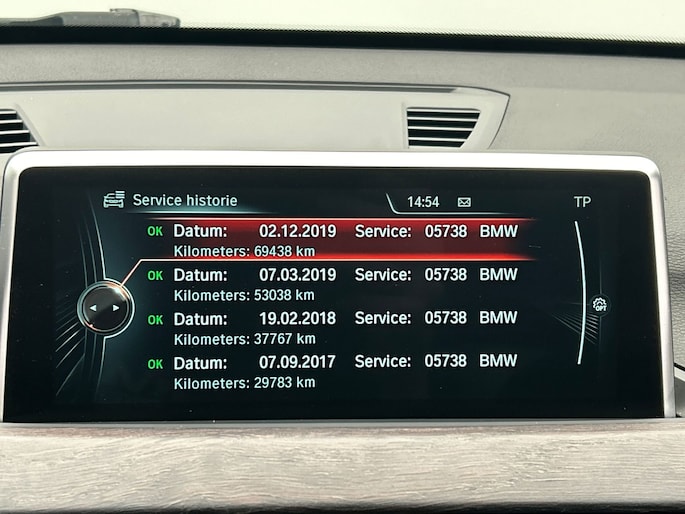 Service historie 14:54 TP
OK Datum: 02.12.2019 Service: 05738 BMW
Kilometers: 69438 km
OK Datum: 07.03.2019 Service: 05738 BMW
Kilometers: 53038 km
OK Datum: 19.02.2018 Service: 05738 BMW
Kilometers: 37767 km
OK Datum: 07.09.2017 Service: 05738 BMW
Kilometers: 29783 km
OPT